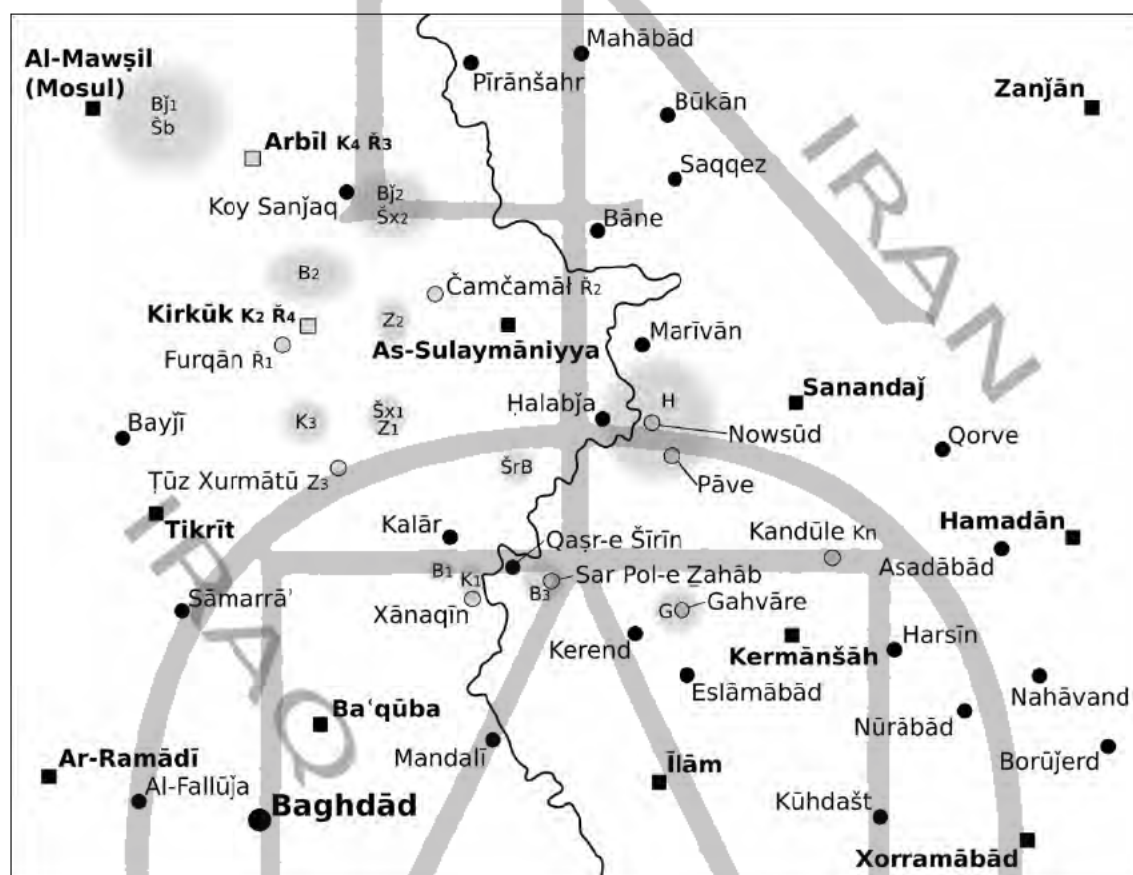 Mahābād
Al-Mawṣil
(Mosul)
Pīrānšahr
Zanǰān
Bǰ1
Šb
Būkān
Arbīl K4 Ř3
Saqqez
IRAN
Koy Sanǰaq
Bǰ2
Šx2
Bāne
B2
Čamčamāł Ř2
Kirkūk K2 Ř4
Z2
Furqān Ř1
As-Sulaymāniyya
Marīvān
Sanandaǰ
H
Bayǰī
K3
Šx1
Z1
Ḥalabǰa
Nowsūd
Qorve
ŠrB
Ṭūz Xurmātū Z3
Pāve
IRAQ
Tikrīt
Kalār
Kandūle Kn
Hamadān
Qaṣr-e Šīrīn
Asadābād
B1
K1
B3
Sar Pol-e Ẕahāb
Sāmarrāʾ
Xānaqīn
G
Gahvāre
Kerend
Kermānšāh
Harsīn
Eslāmābād
Nahāvand
Baʿqūba
Nūrābād
Ar-Ramādī
Mandalī
Īlām
Borūǰerd
Al-Fallūǰa
Baghdād
Kūhdašt
Xorramābād